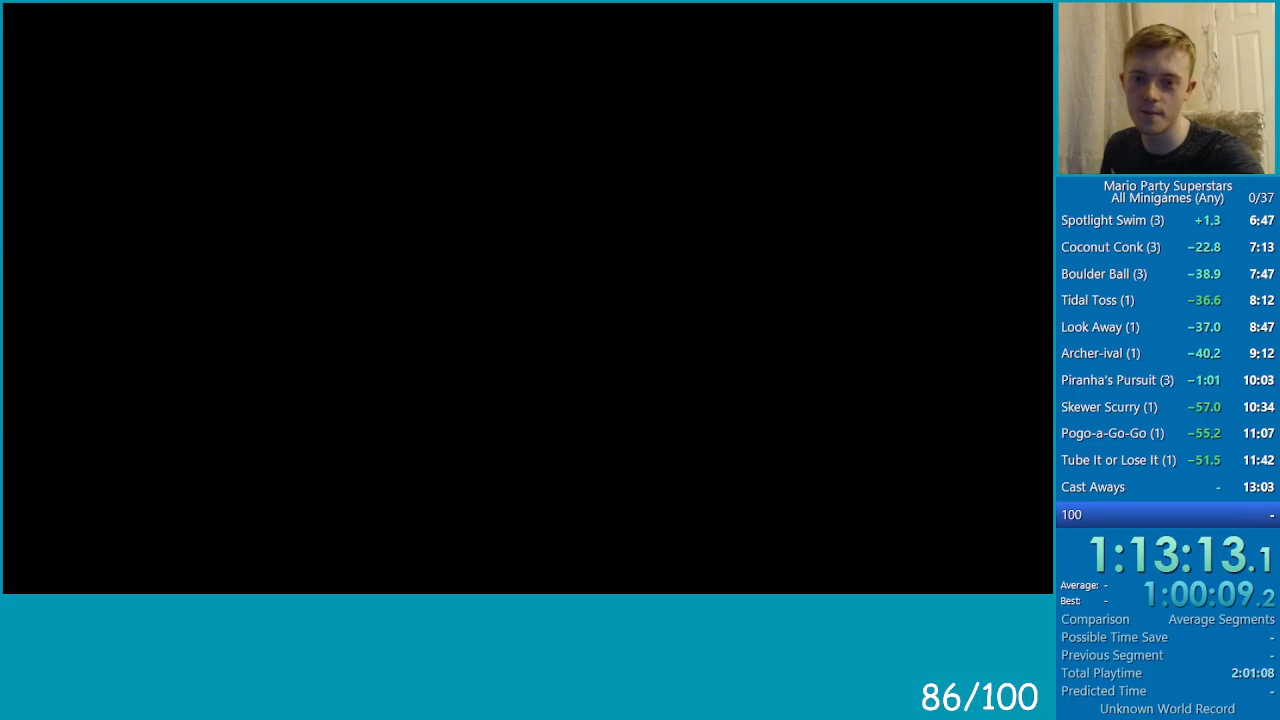 Mario Party Superstars
All Minigames (Any) 0/37
Spotlight Swim (3) +1.3 6:47
Coconut Conk (3) −22.8 7:13
Boulder Ball (3) −38.9 7:47
Tidal Toss (1) −36.6 8:12
Look Away (1) −37.0 8:47
Archer-ival (1) −40.2 9:12
Piranha's Pursuit (3) −1:01 10:03
Skewer Scurry (1) −57.0 10:34
Pogo-a-Go-Go (1) −55.2 11:07
Tube It or Lose It (1) −51.5 11:42
Cast Aways - 13:03
100 -
1:13:13.1
Average: -
Best: - 1:00:09.2
Comparison Average Segments
Possible Time Save -
Previous Segment -
Total Playtime 2:01:08
Predicted Time -
Unknown World Record
86/100